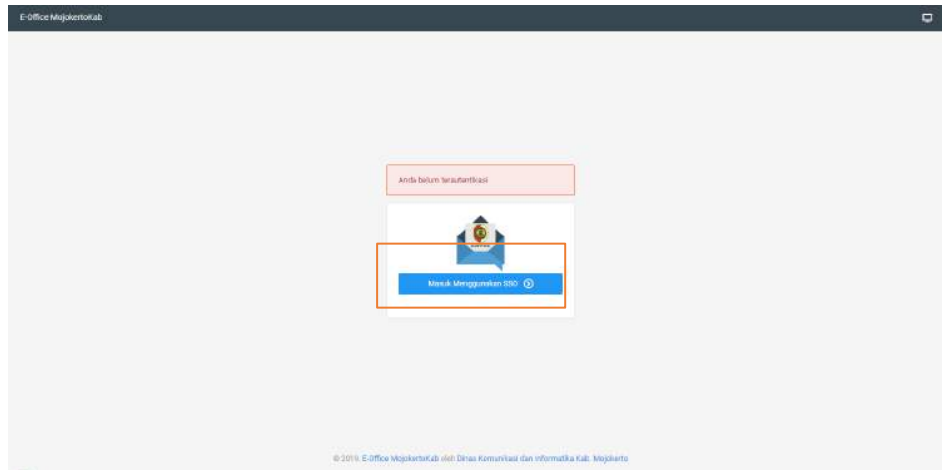 E-Office MojokertoKab
Anda belum terautentikasi
Masuk Menggunakan SSO
© 2019. E-Office MojokertoKab oleh Dinas Komunikasi dan Informatika Kab. Mojokerto